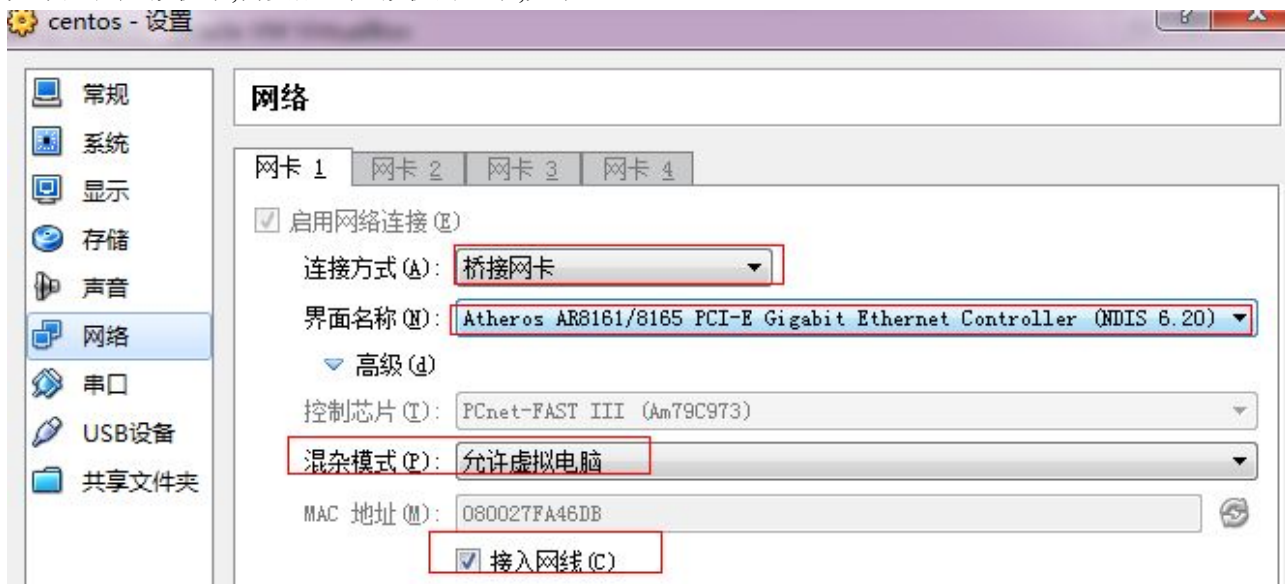 centos - 设置
常规
系统
显示
存储
声音
网络
串口
USB设备
共享文件夹
网络
网卡 1 网卡 2 网卡 3 网卡 4
启用网络连接(E)
连接方式(A): 桥接网卡
界面名称(N): Atheros AR8161/8165 PCI-E Gigabit Ethernet Controller (NDIS 6.20)
高级(d)
控制芯片(T): PCnet-FAST III (Am79C973)
混杂模式(P): 允许虚拟电脑
MAC 地址(M): 080027FA46DB
接入网线(C)